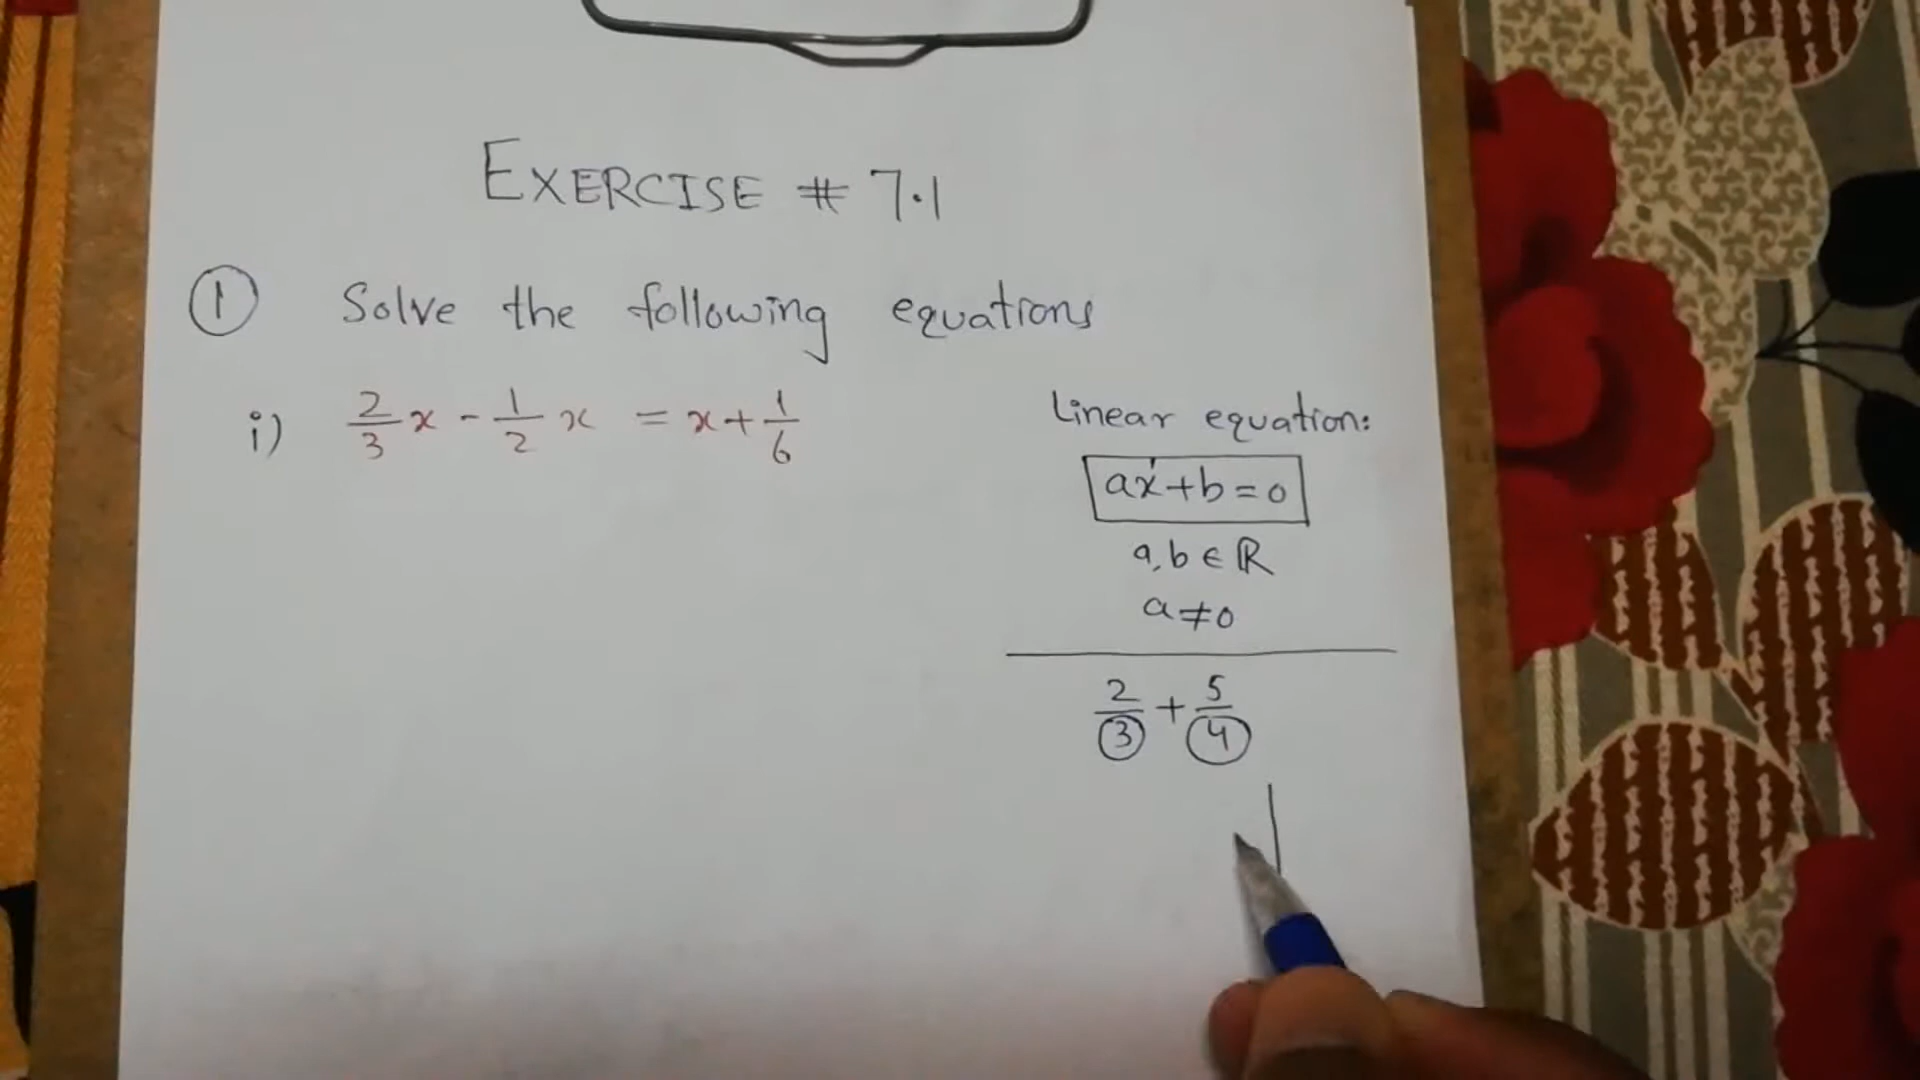 EXERCISE # 7.1
1 Solve the following equations
i) 2/3 x - 1/2 x = x + 1/6
Linear equation:
ax¹+b=0
a,b ∈ ℝ
a≠0
2/3 + 5/4